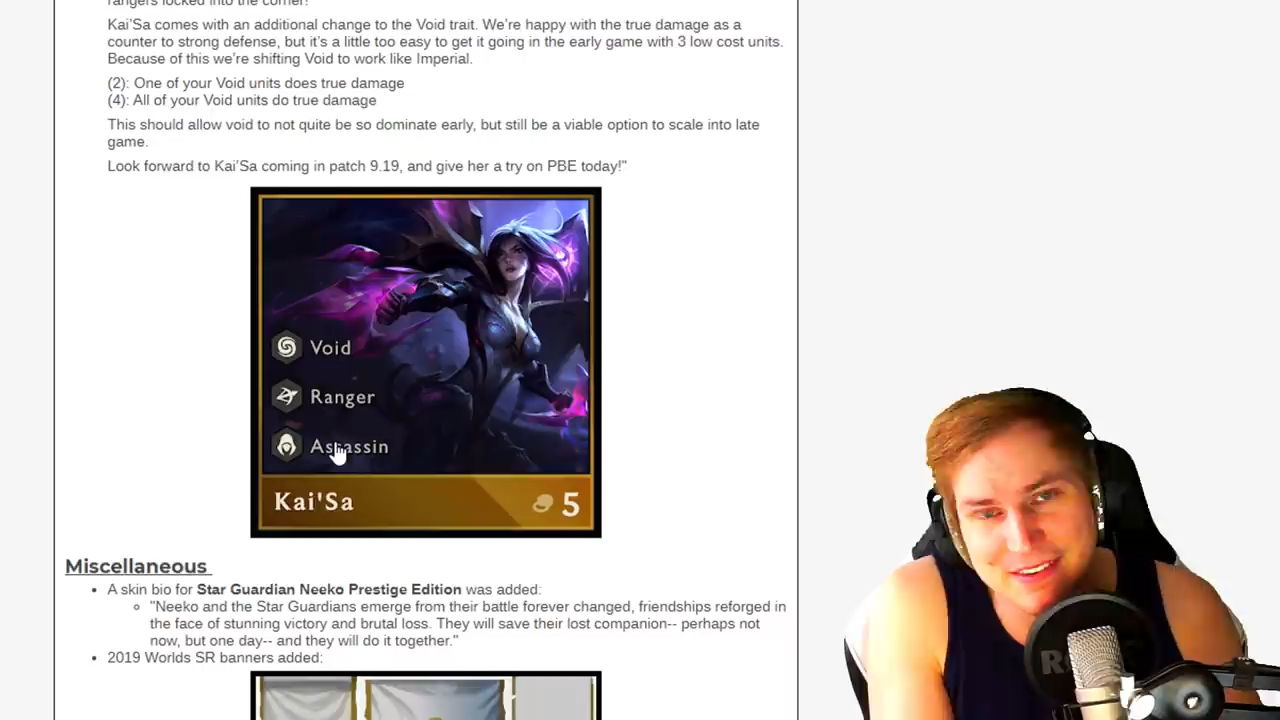 rangers locked into the corner!
Kai'Sa comes with an additional change to the Void trait. We're happy with the true damage as a
counter to strong defense, but it's a little too easy to get it going in the early game with 3 low cost units.
Because of this we're shifting Void to work like Imperial.
(2): One of your Void units does true damage
(4): All of your Void units do true damage
This should allow void to not quite be so dominate early, but still be a viable option to scale into late
game.
Look forward to Kai'Sa coming in patch 9.19, and give her a try on PBE today!"
Void
Ranger
Assassin
Kai'Sa 5
Miscellaneous
• A skin bio for Star Guardian Neeko Prestige Edition was added:
◦ "Neeko and the Star Guardians emerge from their battle forever changed, friendships reforged in
the face of stunning victory and brutal loss. They will save their lost companion-- perhaps not
now, but one day-- and they will do it together."
• 2019 Worlds SR banners added: